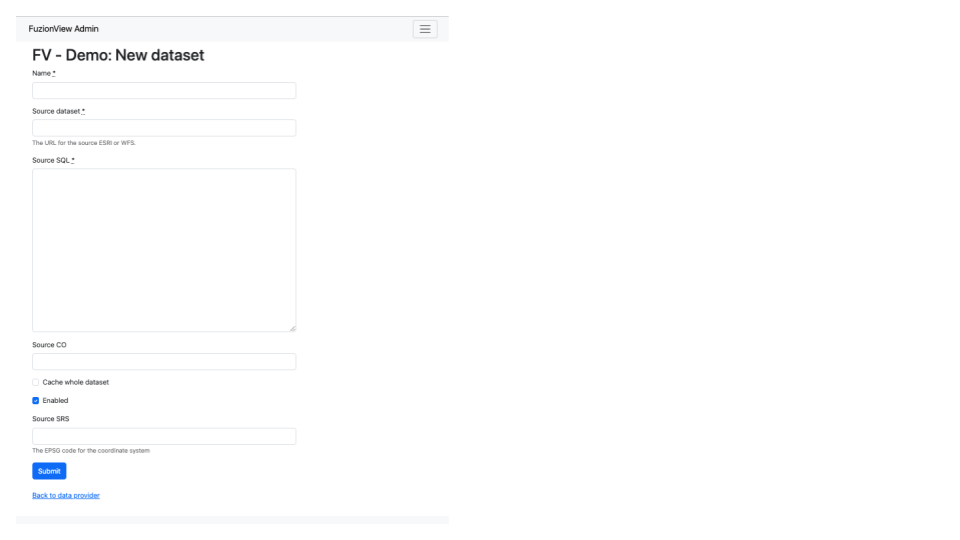 FuzionView Admin
FV - Demo: New dataset
Name *
Source dataset *
The URL for the source ESRI or WFS.
Source SQL *
Source CO
Cache whole dataset
Enabled
Source SRS
The EPSG code for the coordinate system
Submit
Back to data provider